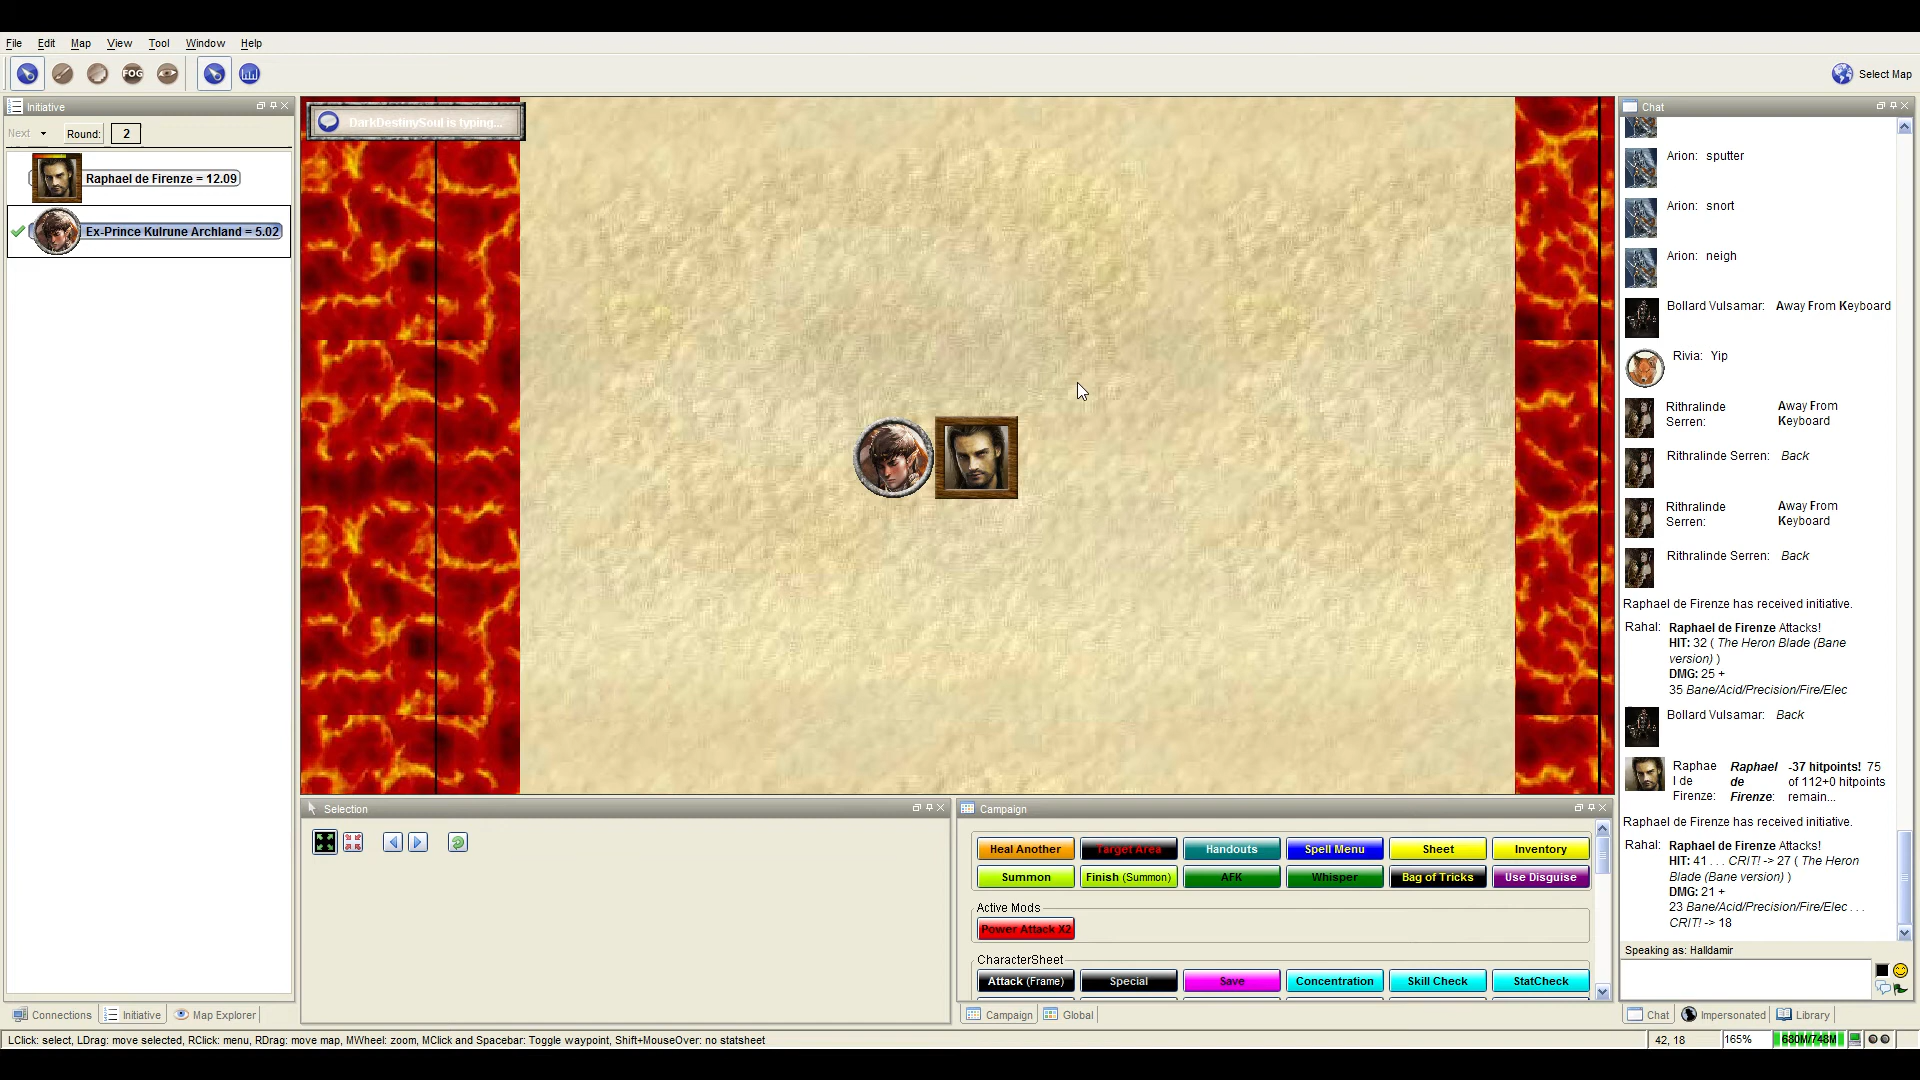 File Edit Map View Tool Window Help
FOG
Select Map
Initiative
Next Round: 2
Raphael de Firenze = 12.09
Ex-Prince Kulrune Archland = 5.02
DarkDestinySoul is typing...
Chat
Arion: sputter
Arion: snort
Arion: neigh
Bollard Vulsamar: Away From Keyboard
Rivia: Yip
Rithralinde Away From
Serren: Keyboard
Rithralinde Serren: Back
Rithralinde Away From
Serren: Keyboard
Rithralinde Serren: Back
Raphael de Firenze has received initiative.
Rahal: Raphael de Firenze Attacks!
HIT: 32 ( The Heron Blade (Bane
version) )
DMG: 25 +
35 Bane/Acid/Precision/Fire/Elec
Bollard Vulsamar: Back
Raphae Raphael -37 hitpoints! 75
l de de of 112+0 hitpoints
Firenze: Firenze: remain...
Raphael de Firenze has received initiative.
Rahal: Raphael de Firenze Attacks!
HIT: 41 . . . CRIT! -> 27 ( The Heron
Blade (Bane version) )
DMG: 21 +
23 Bane/Acid/Precision/Fire/Elec . . .
CRIT! -> 18
Speaking as: Halldamir
Selection
Campaign
Heal Another Target Area Handouts Spell Menu Sheet Inventory
Summon Finish (Summon) AFK Whisper Bag of Tricks Use Disguise
Active Mods
Power Attack X2
CharacterSheet
Attack (Frame) Special Save Concentration Skill Check StatCheck
Connections Initiative Map Explorer
Campaign Global
Chat Impersonated Library
LClick: select, LDrag: move selected, RClick: menu, RDrag: move map, MWheel: zoom, MClick and Spacebar: Toggle waypoint, Shift+MouseOver: no statsheet
42, 18 165% 680M/748M